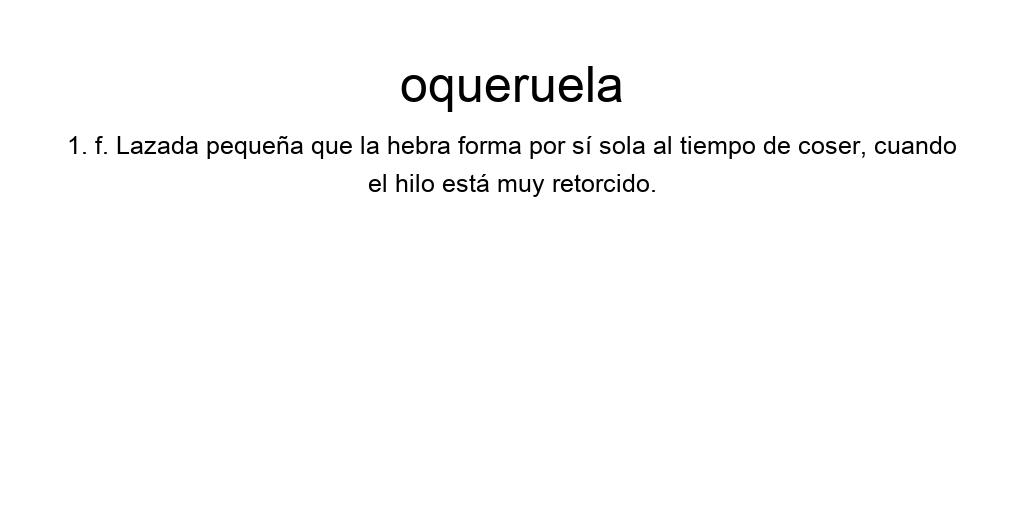 oqueruela
1. f. Lazada pequeña que la hebra forma por sí sola al tiempo de coser, cuando
el hilo está muy retorcido.